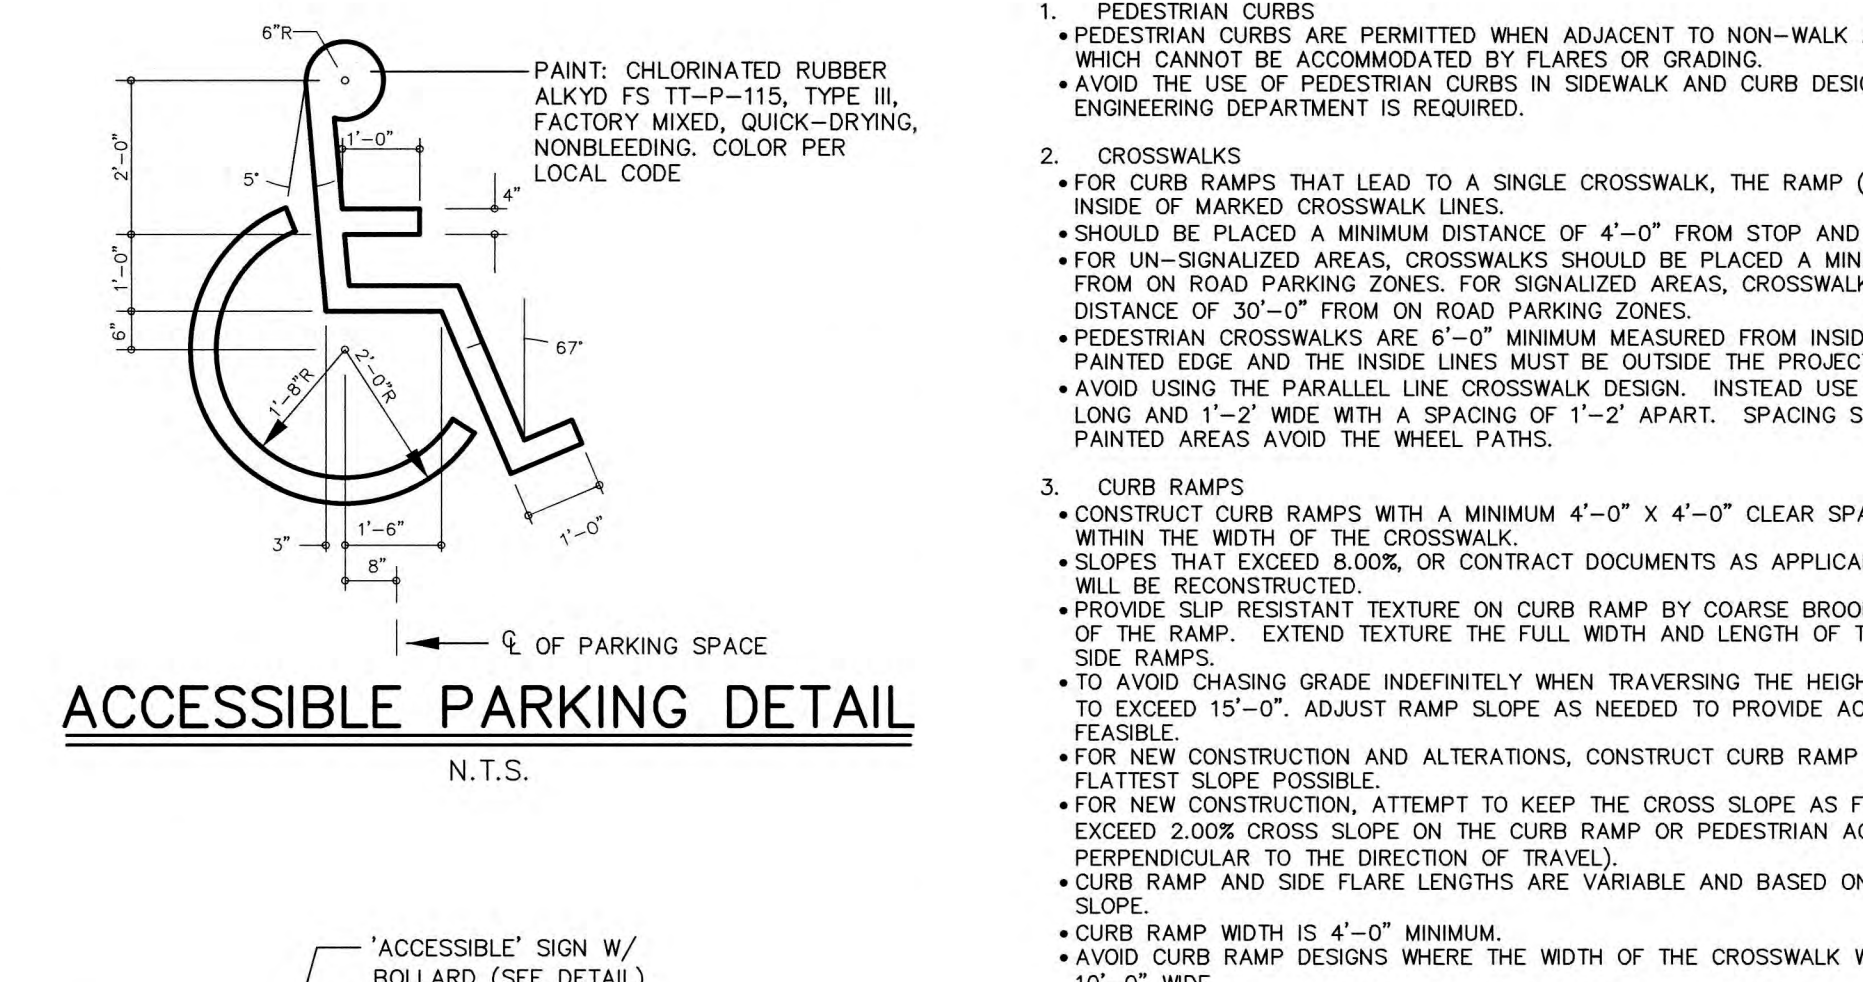 6"R
PAINT: CHLORINATED RUBBER
ALKYD FS TT-P-115, TYPE III,
FACTORY MIXED, QUICK-DRYING,
NONBLEEDING. COLOR PER
LOCAL CODE
1'-0"
2'-0"
5°
4"
1'-0"
6"
67°
1'-8"R
2'-0"R
1'-6"
3"
1'-0"
8"
℄ OF PARKING SPACE
ACCESSIBLE PARKING DETAIL
N.T.S.
'ACCESSIBLE' SIGN W/
BOLLARD (SEE DETAIL)
1. PEDESTRIAN CURBS
• PEDESTRIAN CURBS ARE PERMITTED WHEN ADJACENT TO NON-WALK
WHICH CANNOT BE ACCOMMODATED BY FLARES OR GRADING.
• AVOID THE USE OF PEDESTRIAN CURBS IN SIDEWALK AND CURB DESIG
ENGINEERING DEPARTMENT IS REQUIRED.
2. CROSSWALKS
• FOR CURB RAMPS THAT LEAD TO A SINGLE CROSSWALK, THE RAMP (
INSIDE OF MARKED CROSSWALK LINES.
• SHOULD BE PLACED A MINIMUM DISTANCE OF 4'-0" FROM STOP AND
• FOR UN-SIGNALIZED AREAS, CROSSWALKS SHOULD BE PLACED A MIN
FROM ON ROAD PARKING ZONES. FOR SIGNALIZED AREAS, CROSSWALK
DISTANCE OF 30'-0" FROM ON ROAD PARKING ZONES.
• PEDESTRIAN CROSSWALKS ARE 6'-0" MINIMUM MEASURED FROM INSID
PAINTED EDGE AND THE INSIDE LINES MUST BE OUTSIDE THE PROJECT
• AVOID USING THE PARALLEL LINE CROSSWALK DESIGN. INSTEAD USE
LONG AND 1'-2' WIDE WITH A SPACING OF 1'-2' APART. SPACING S
PAINTED AREAS AVOID THE WHEEL PATHS.
3. CURB RAMPS
• CONSTRUCT CURB RAMPS WITH A MINIMUM 4'-0" X 4'-0" CLEAR SPA
WITHIN THE WIDTH OF THE CROSSWALK.
• SLOPES THAT EXCEED 8.00%, OR CONTRACT DOCUMENTS AS APPLICA
WILL BE RECONSTRUCTED.
• PROVIDE SLIP RESISTANT TEXTURE ON CURB RAMP BY COARSE BROO
OF THE RAMP. EXTEND TEXTURE THE FULL WIDTH AND LENGTH OF T
SIDE RAMPS.
• TO AVOID CHASING GRADE INDEFINITELY WHEN TRAVERSING THE HEIGH
TO EXCEED 15'-0". ADJUST RAMP SLOPE AS NEEDED TO PROVIDE AC
FEASIBLE.
• FOR NEW CONSTRUCTION AND ALTERATIONS, CONSTRUCT CURB RAMP
FLATTEST SLOPE POSSIBLE.
• FOR NEW CONSTRUCTION, ATTEMPT TO KEEP THE CROSS SLOPE AS F
EXCEED 2.00% CROSS SLOPE ON THE CURB RAMP OR PEDESTRIAN AC
PERPENDICULAR TO THE DIRECTION OF TRAVEL).
• CURB RAMP AND SIDE FLARE LENGTHS ARE VARIABLE AND BASED ON
SLOPE.
• CURB RAMP WIDTH IS 4'-0" MINIMUM.
• AVOID CURB RAMP DESIGNS WHERE THE WIDTH OF THE CROSSWALK W
10'-0" WIDE